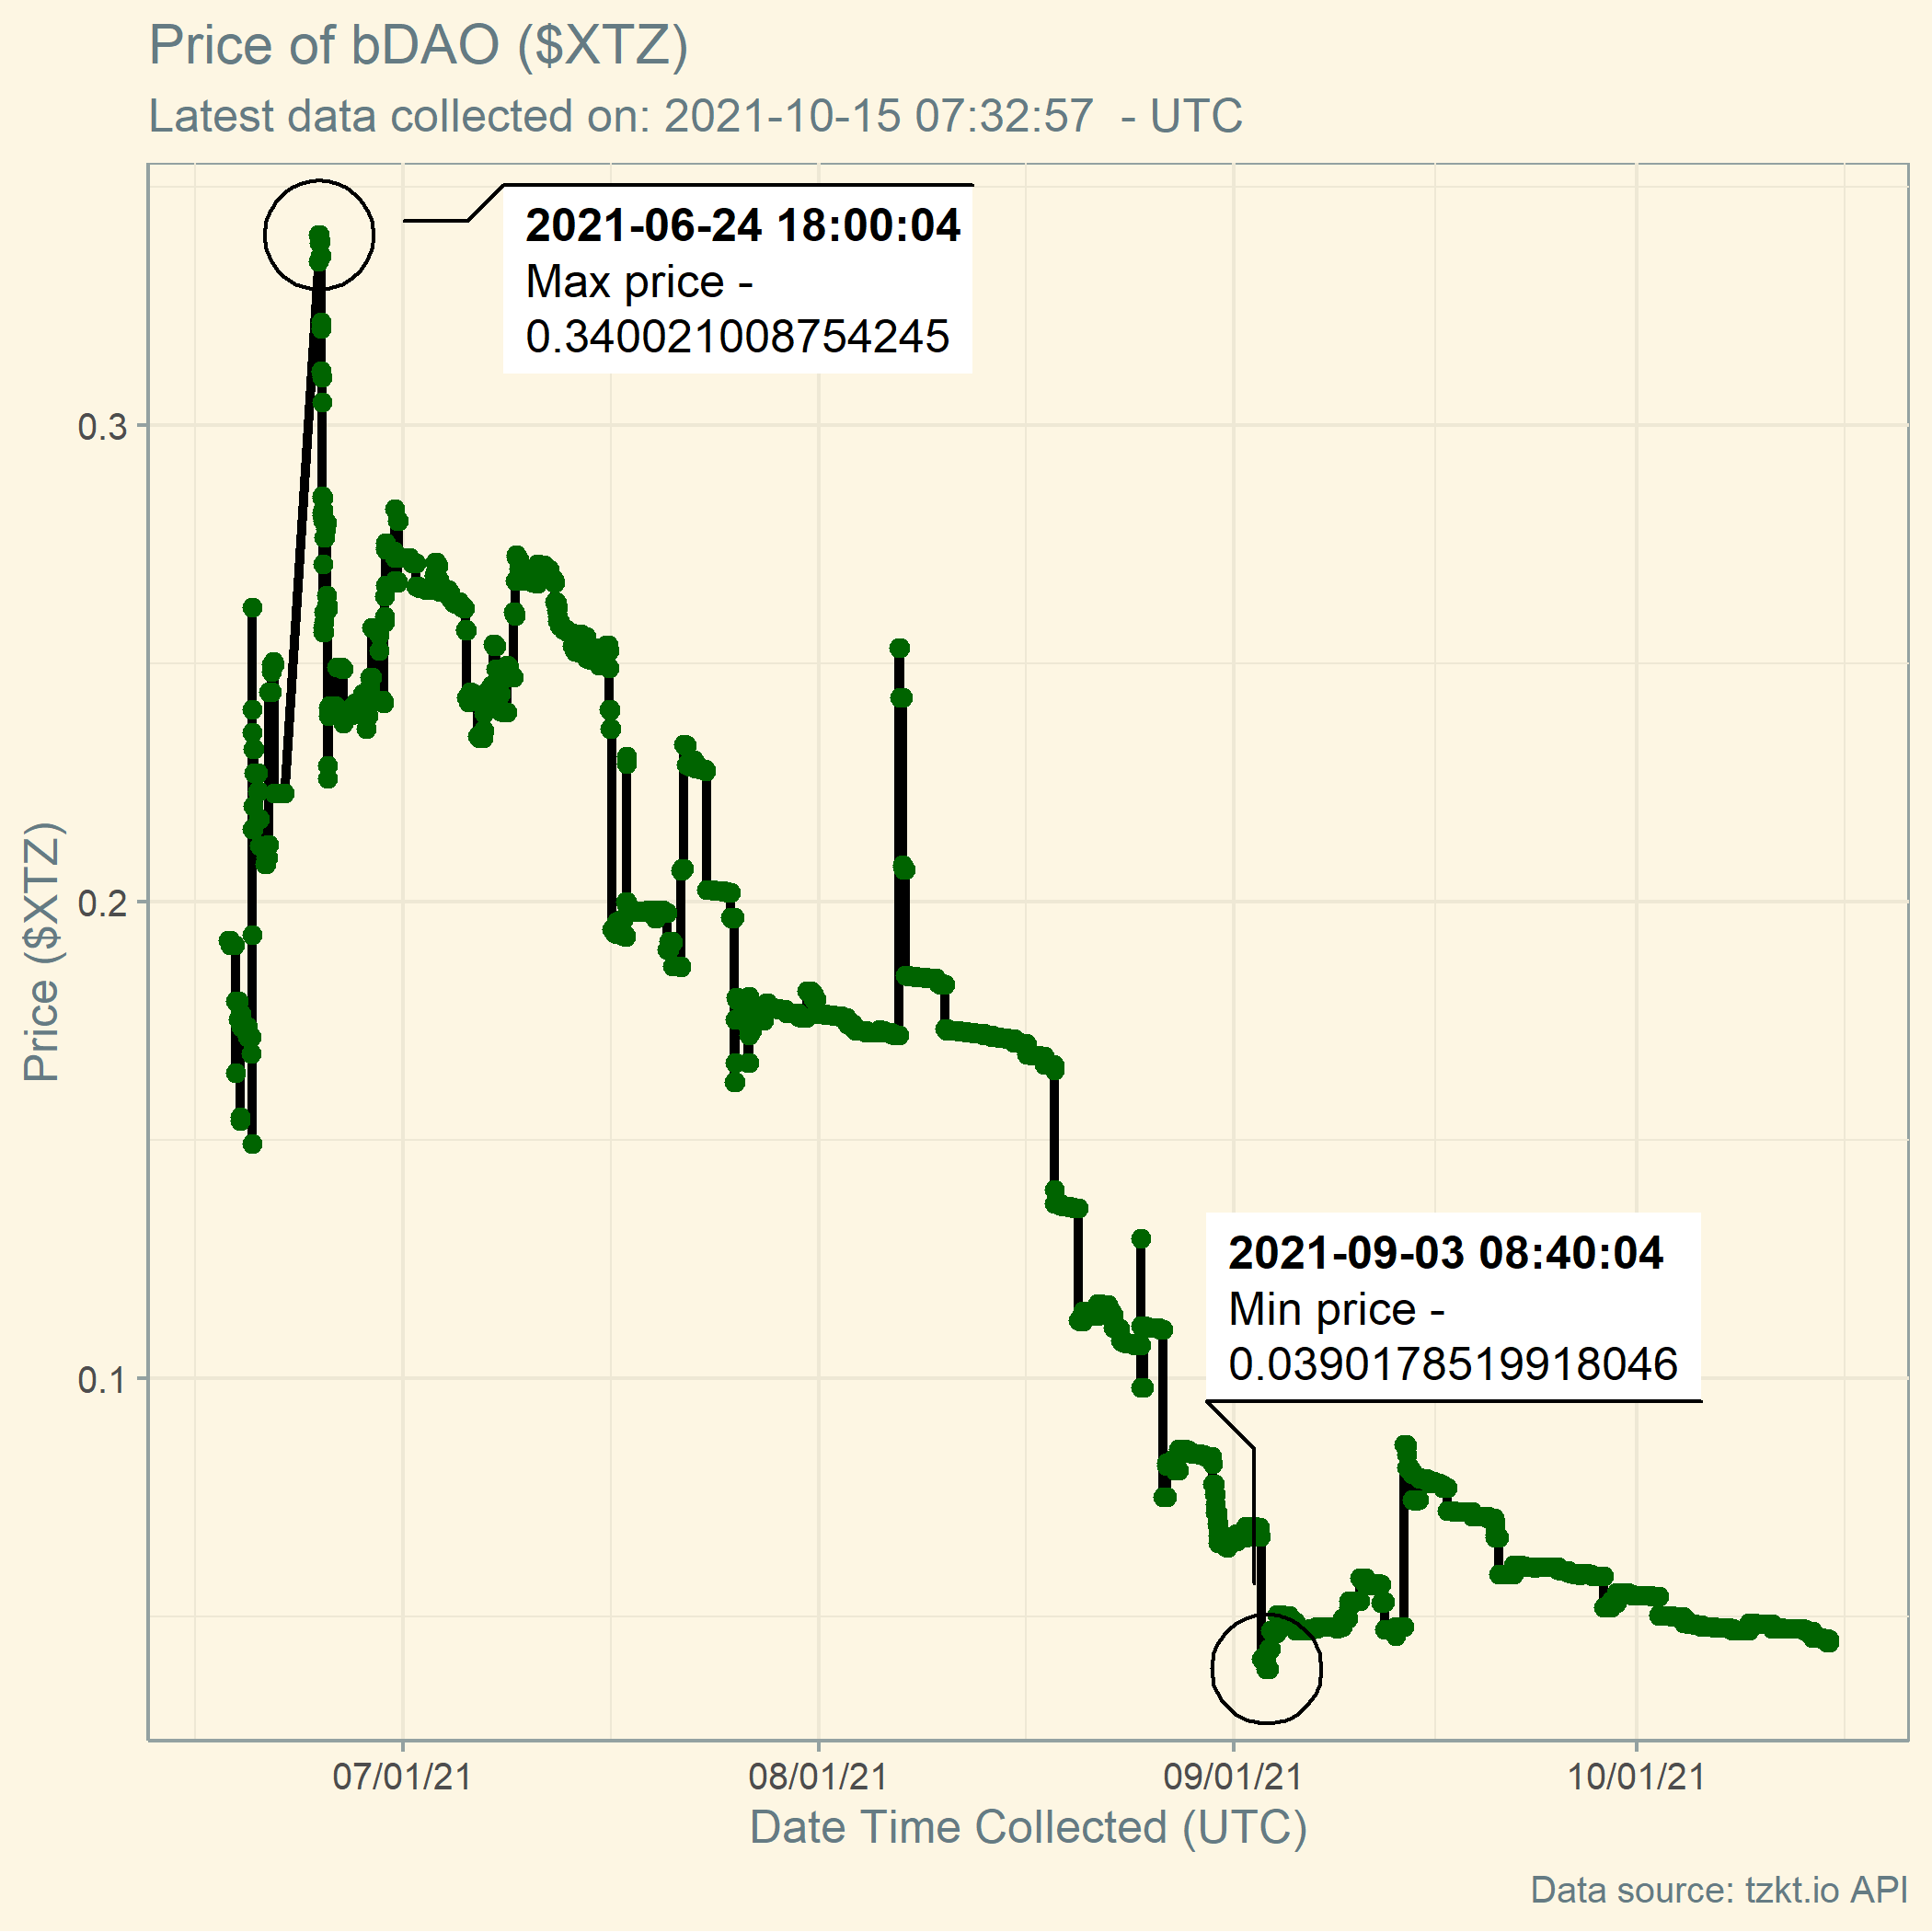 Price of bDAO ($XTZ)
Latest data collected on: 2021-10-15 07:32:57  - UTC
2021-06-24 18:00:04
Max price -
0.340021008754245
0.3
0.2
0.1
Price ($XTZ)
2021-09-03 08:40:04
Min price -
0.0390178519918046
07/01/21
08/01/21
09/01/21
10/01/21
Date Time Collected (UTC)
Data source: tzkt.io API